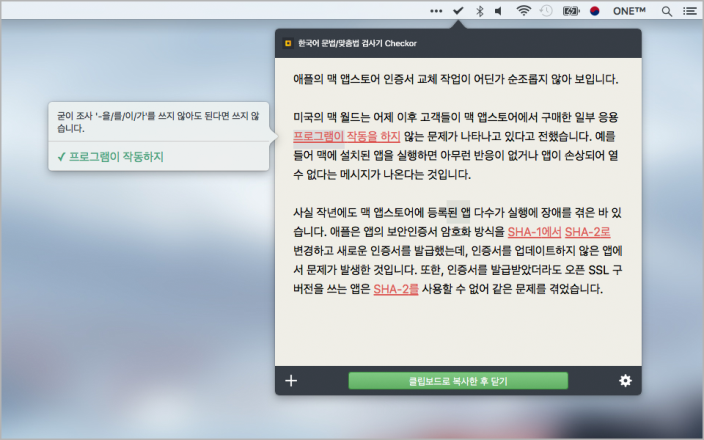 ONE™
한국어 문법/맞춤법 검사기 Checkor
애플의 맥 앱스토어 인증서 교체 작업이 어딘가 순조롭지 않아 보입니다.
미국의 맥 월드는 어제 이후 고객들이 맥 앱스토어에서 구매한 일부 응용
프로그램이 작동을 하지 않는 문제가 나타나고 있다고 전했습니다. 예를
들어 맥에 설치된 앱을 실행하면 아무런 반응이 없거나 앱이 손상되어 열
수 없다는 메시지가 나온다는 것입니다.
사실 작년에도 맥 앱스토어에 등록된 앱 다수가 실행에 장애를 겪은 바 있
습니다. 애플은 앱의 보안인증서 암호화 방식을 SHA-1에서 SHA-2로
변경하고 새로운 인증서를 발급했는데, 인증서를 업데이트하지 않은 앱에
서 문제가 발생한 것입니다. 또한, 인증서를 발급받았더라도 오픈 SSL 구
버전을 쓰는 앱은 SHA-2를 사용할 수 없어 같은 문제를 겪었습니다.
굳이 조사 '-을/를/이/가'를 쓰지 않아도 된다면 쓰지 않
습니다.
✓ 프로그램이 작동하지
클립보드로 복사한 후 닫기